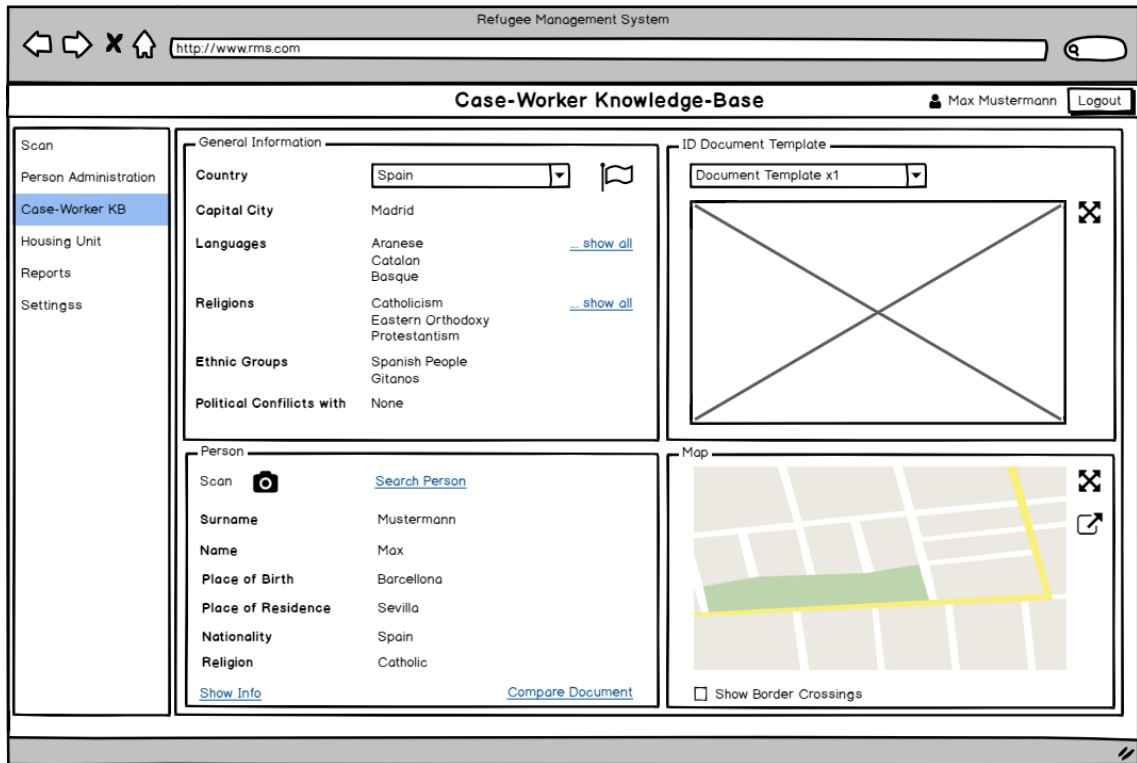 Refugee Management System
http://www.rms.com
Case-Worker Knowledge-Base
Max Mustermann
Logout
Scan
Person Administration
Case-Worker KB
Housing Unit
Reports
Settingss
General Information
Country Spain
Capital City Madrid
Languages Aranese ... show all
Catalan
Basque
Religions Catholicism ... show all
Eastern Orthodoxy
Protestantism
Ethnic Groups Spanish People
Gitanos
Political Confilicts with None
ID Document Template
Document Template x1
Person
Scan Search Person
Surname Mustermann
Name Max
Place of Birth Barcellona
Place of Residence Sevilla
Nationality Spain
Religion Catholic
Show Info Compare Document
Map
Show Border Crossings